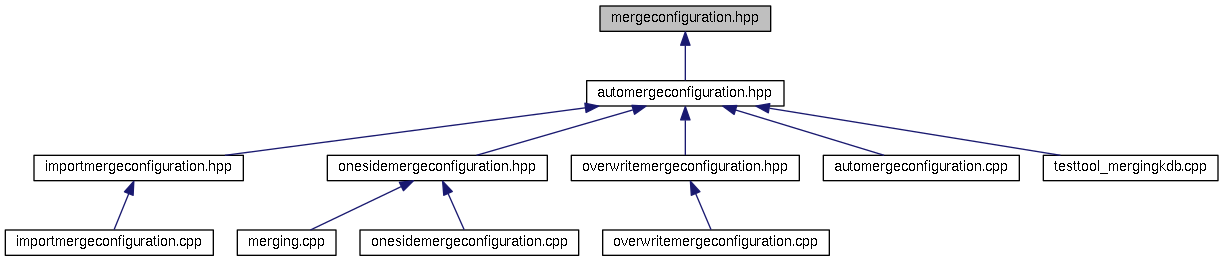 mergeconfiguration.hpp
automergeconfiguration.hpp
importmergeconfiguration.hpp
onesidemergeconfiguration.hpp
overwritemergeconfiguration.hpp
automergeconfiguration.cpp
testtool_mergingkdb.cpp
importmergeconfiguration.cpp
merging.cpp
onesidemergeconfiguration.cpp
overwritemergeconfiguration.cpp